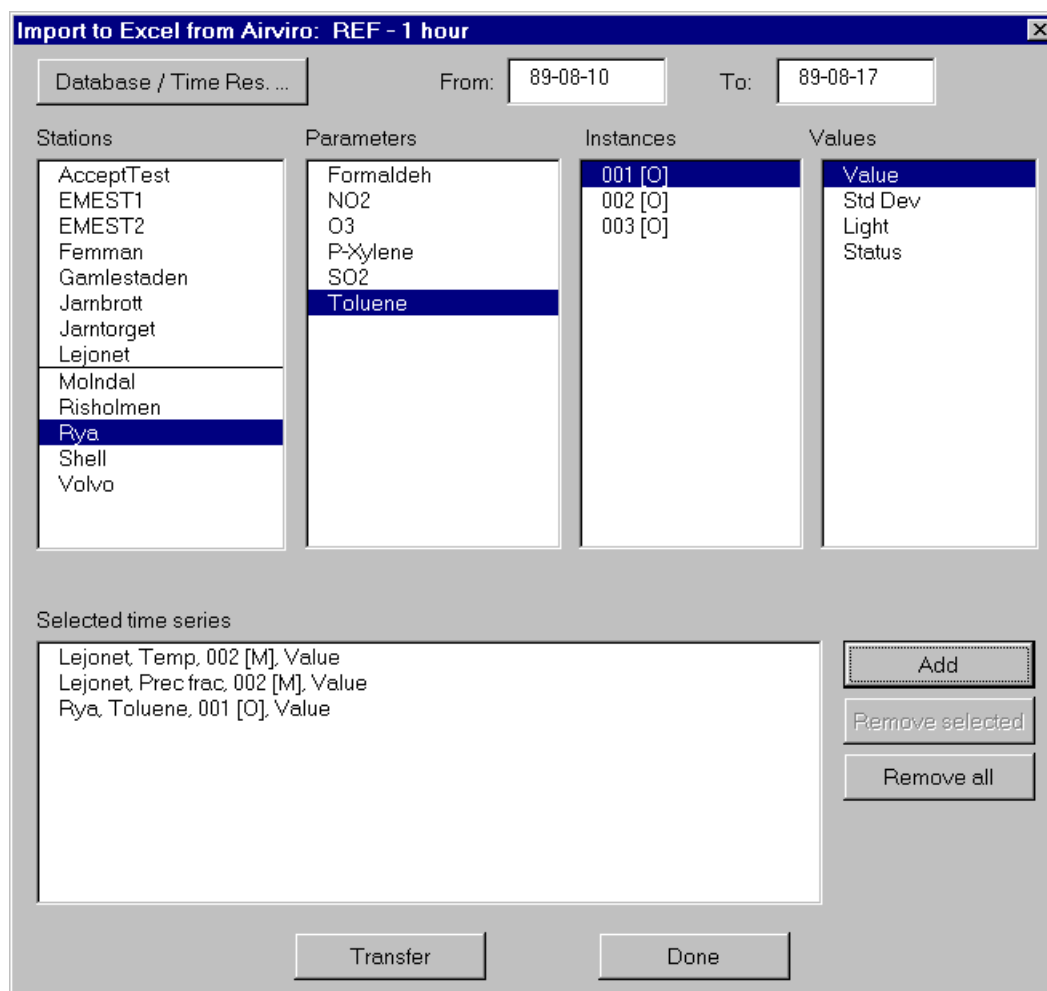 Import to Excel from Airviro: REF - 1 hour
Database / Time Res. ...
From:
89-08-10
To:
89-08-17
Stations
AcceptTest
EMEST1
EMEST2
Femman
Gamlestaden
Jarnbrott
Jarntorget
Lejonet
Molndal
Risholmen
Rya
Shell
Volvo
Parameters
Formaldeh
NO2
O3
P-Xylene
SO2
Toluene
Instances
001 [O]
002 [O]
003 [O]
Values
Value
Std Dev
Light
Status
Selected time series
Lejonet, Temp, 002 [M], Value
Lejonet, Prec frac, 002 [M], Value
Rya, Toluene, 001 [O], Value
Add
Remove selected
Remove all
Transfer
Done